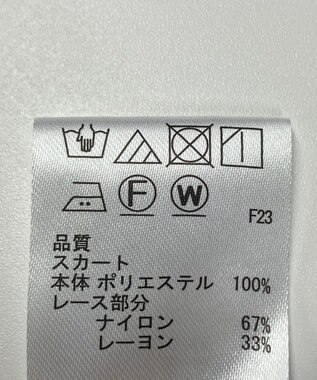 F W F23
品質
スカート
本体 ポリエステル 100%
レース部分
ナイロン 67%
レーヨン 33%